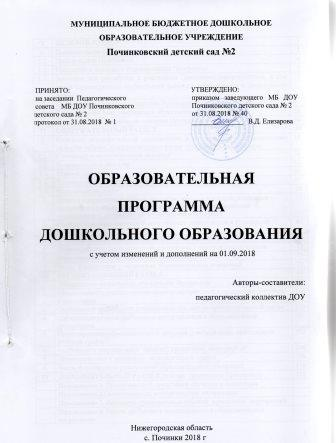 МУНИЦИПАЛЬНОЕ БЮДЖЕТНОЕ ДОШКОЛЬНОЕ
ОБРАЗОВАТЕЛЬНОЕ УЧРЕЖДЕНИЕ
Починковский детский сад №2
ПРИНЯТО:
на заседании Педагогического
совета МБ ДОУ Починковского
детского сада № 2
протокол от 31.08.2018 № 1
УТВЕРЖДЕНО:
приказом заведующего МБ ДОУ
Починковского детского сада № 2
от 31.08.2018 № 40
В.Д. Елизарова
ОБРАЗОВАТЕЛЬНАЯ
ПРОГРАММА
ДОШКОЛЬНОГО ОБРАЗОВАНИЯ
с учетом изменений и дополнений на 01.09.2018
Авторы-составители:
педагогический коллектив ДОУ
Нижегородская область
с. Починки 2018 г